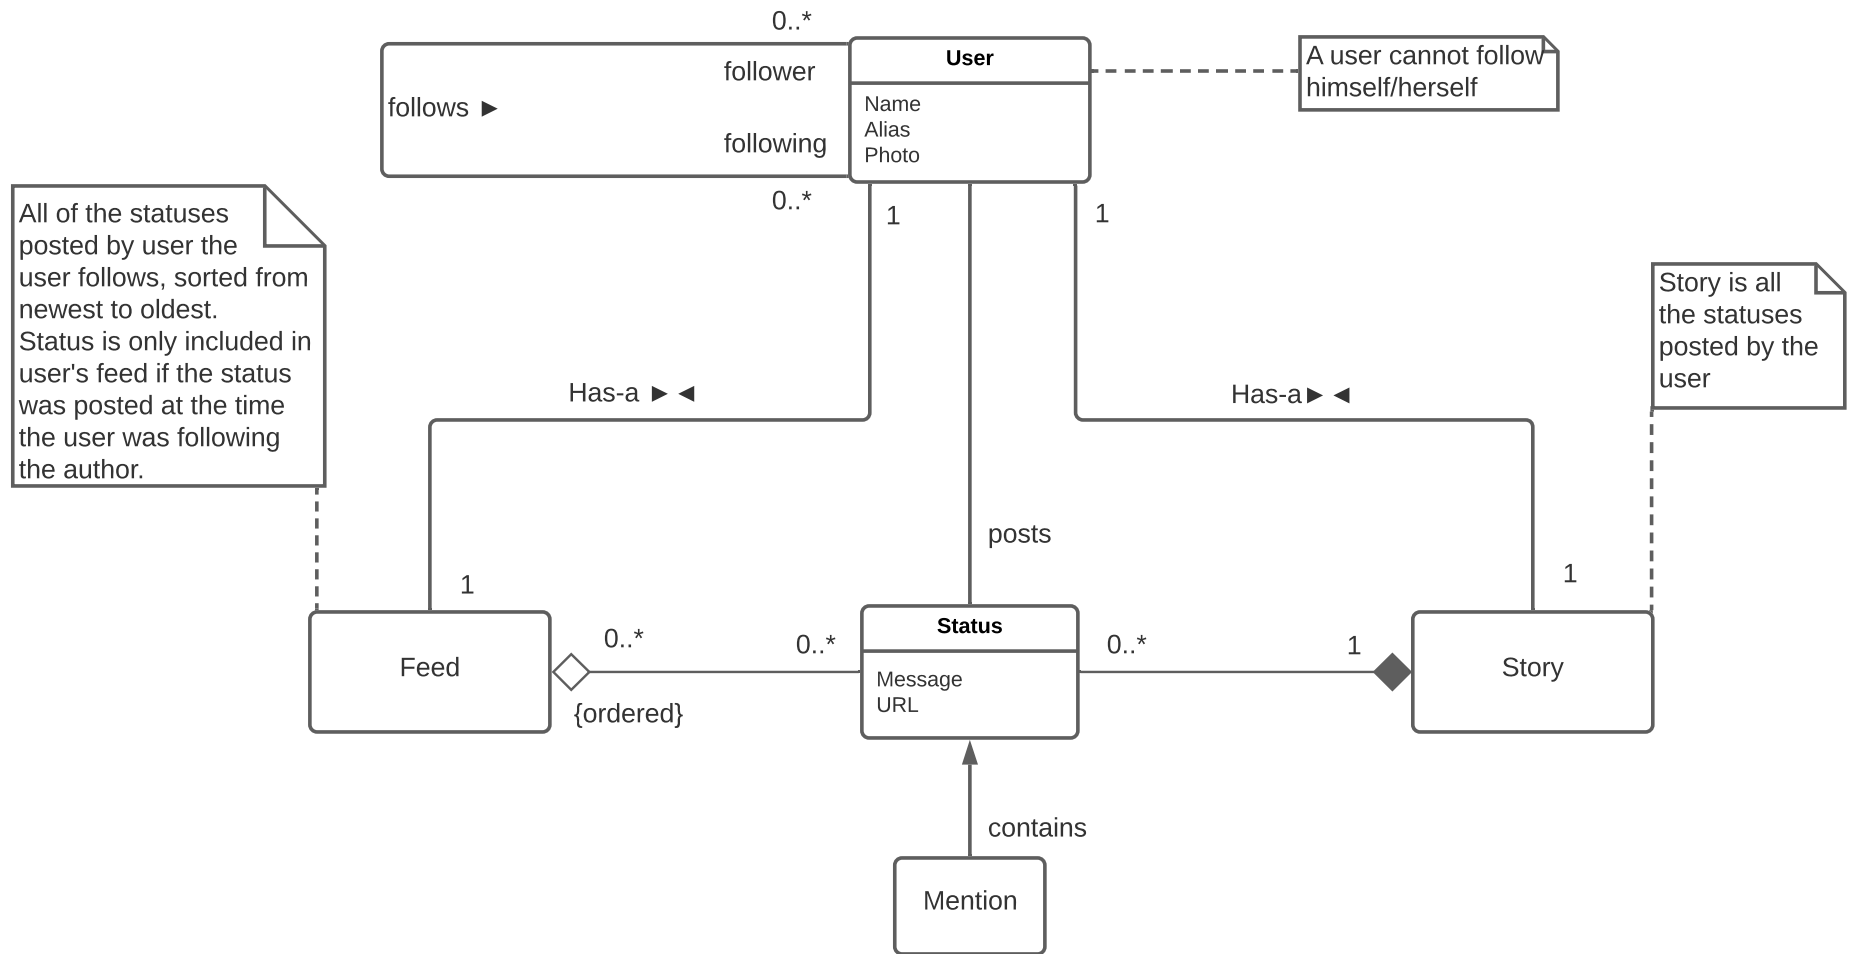 0..*
User
follower
follows ►
following
0..*
Name
Alias
Photo
A user cannot follow
himself/herself
All of the statuses
posted by user the
user follows, sorted from
newest to oldest.
Status is only included in
user's feed if the status
was posted at the time
the user was following
the author.
1
1
Story is all
the statuses
posted by the
user
Has-a ► ◄
Has-a► ◄
posts
1
1
Feed
0..*
0..*
{ordered}
Status
Message
URL
0..*
1
Story
contains
Mention